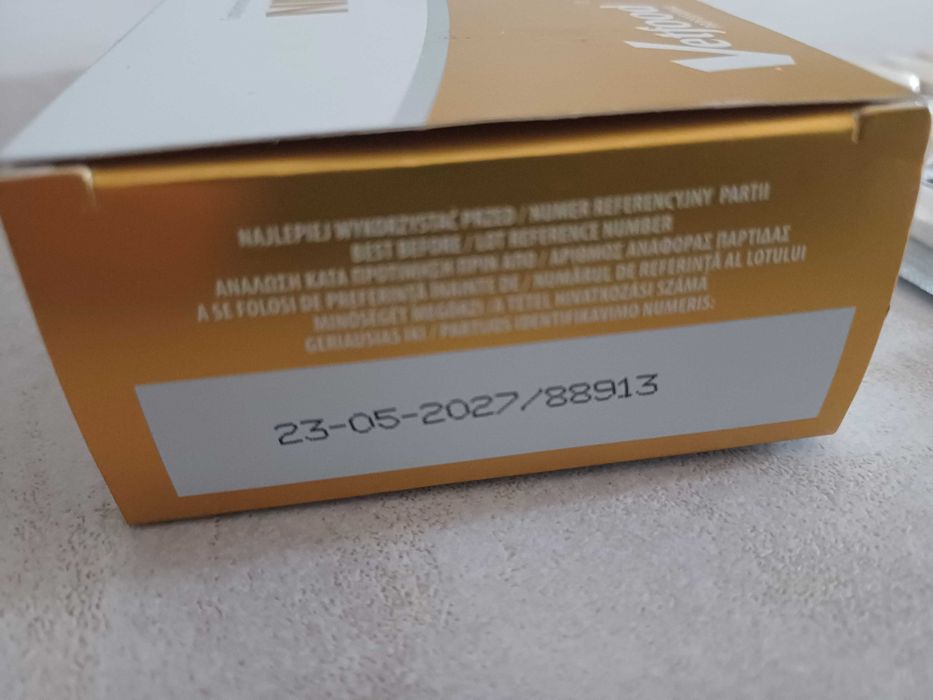 Vetfood
NAJLEPIEJ WYKORZYSTAĆ PRZED / NUMER REFERENCYJNY PARTII
BEST BEFORE / LOT REFERENCE NUMBER
ΑΝΑΛΩΣΗ ΚΑΤΑ ΠΡΟΤΙΜΗΣΗ ΠΡΙΝ ΑΠΟ / ΑΡΙΘΜΟΣ ΑΝΑΦΟΡΑΣ ΠΑΡΤΙΔΑΣ
A SE FOLOSI DE PREFERINȚĂ ÎNAINTE DE / NUMĂRUL DE REFERINȚĂ AL LOTULUI
MINŐSÉGÉT MEGŐRZI / A TÉTEL HIVATKOZÁSI SZÁMA
GERIAUSIAS IKI / PARTIJOS IDENTIFIKAVIMO NUMERIS:
23-05-2027/88913